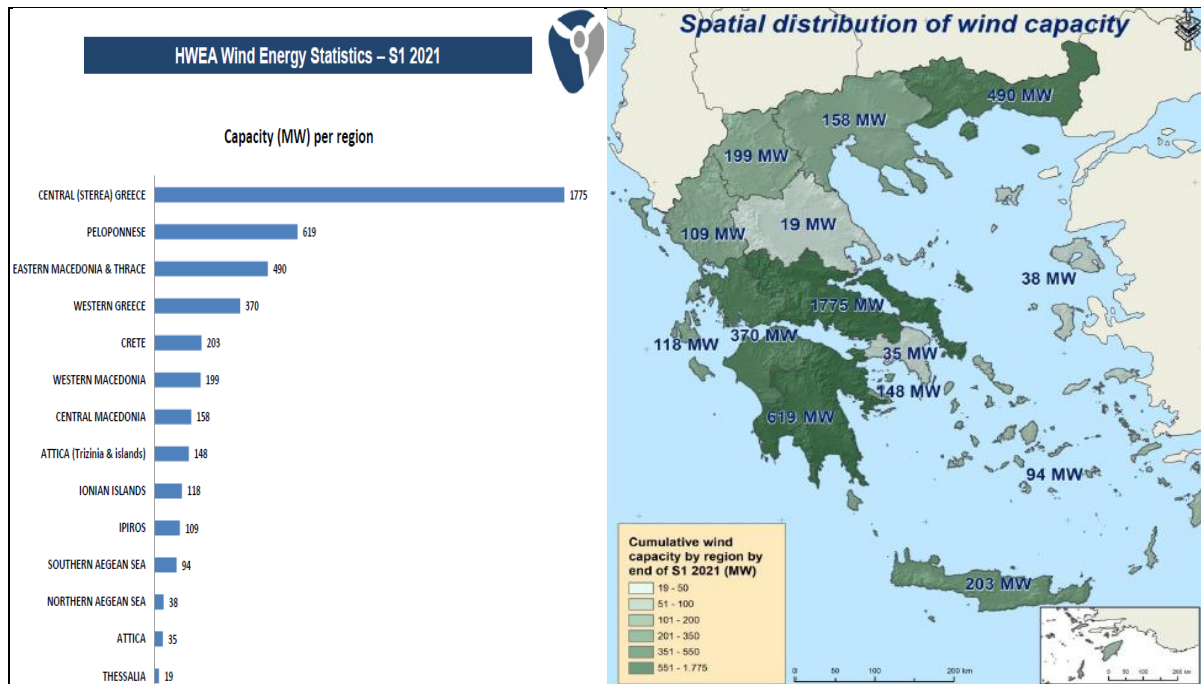 HWEA Wind Energy Statistics – S1 2021
Capacity (MW) per region
CENTRAL (STEREA) GREECE 1775
PELOPONNESE 619
EASTERN MACEDONIA & THRACE 490
WESTERN GREECE 370
CRETE 203
WESTERN MACEDONIA 199
CENTRAL MACEDONIA 158
ATTICA (Trizinia & islands) 148
IONIAN ISLANDS 118
IPIROS 109
SOUTHERN AEGEAN SEA 94
NORTHERN AEGEAN SEA 38
ATTICA 35
THESSALIA 19
Spatial distribution of wind capacity
490 MW
158 MW
199 MW
19 MW
109 MW
38 MW
1775 MW
370 MW
118 MW
35 MW
148 MW
619 MW
94 MW
203 MW
Cumulative wind
capacity by region by
end of S1 2021 (MW)
19 - 50
51 - 100
101 - 200
201 - 350
351 - 550
551 - 1.775
0 50 100 200 km
0 50 100 200 km